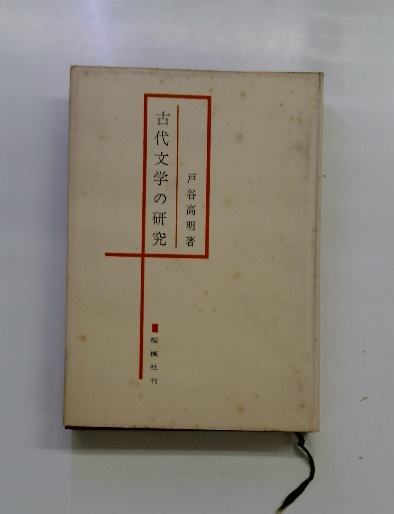 古代文学の研究
戸谷高明著
桜楓社刊